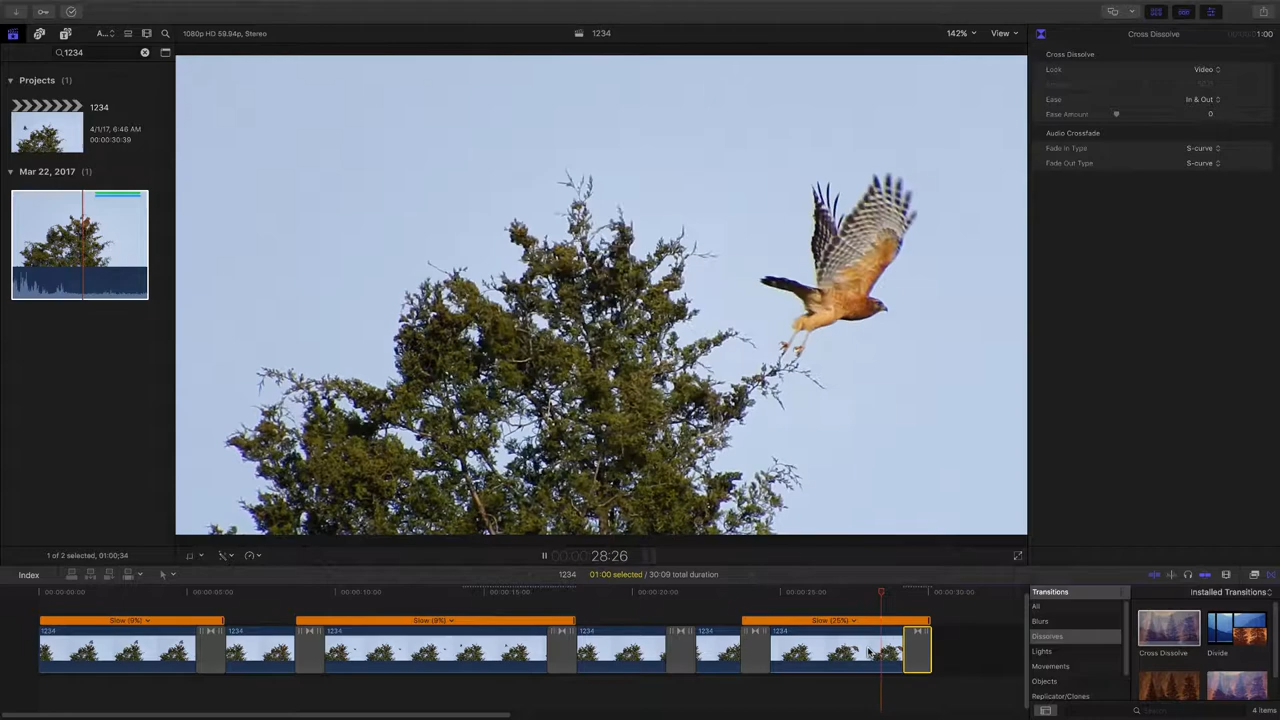 1080p HD 59.94p, Stereo
1234
142%
View
Cross Dissolve
1:00
A...
1234
Projects (1)
1234
4/1/17, 6:46 AM
00:00:30:39
Mar 22, 2017 (1)
Cross Dissolve
Look
Video
Ease
In & Out
Ease Amount
0
Audio Crossfade
Fade In Type
S-curve
Fade Out Type
S-curve
1 of 2 selected, 01:00;34
28:26
Index
1234
01:00 selected / 30:09 total duration
Transitions
Installed Transitions
00:00:00:00
00:00:05:00
00:00:10:00
00:00:15:00
00:00:20:00
00:00:25:00
00:00:30:00
Slow (9%)
Slow (9%)
Slow (25%)
1234
1234
1234
1234
1234
1234
All
Blurs
Dissolves
Lights
Movements
Objects
Replicator/Clones
Cross Dissolve
Divide
Search
4 items